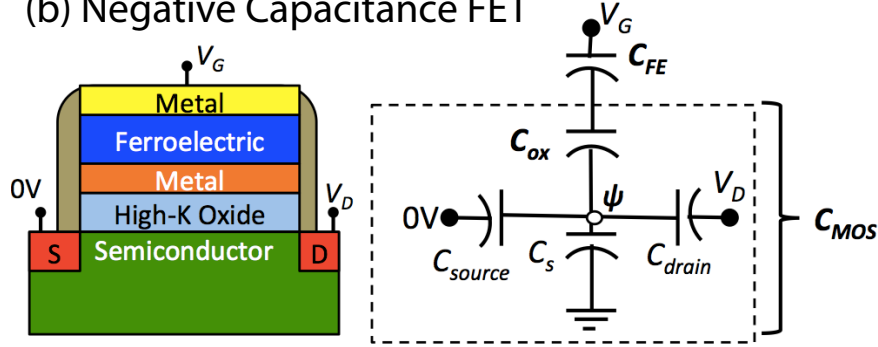 (b) Negative Capacitance FET
V_G
Metal
Ferroelectric
Metal
High-K Oxide
0V
V_D
S
Semiconductor
D
V_G
C_FE
C_ox
ψ
V_D
0V
C_source
C_s
C_drain
C_MOS